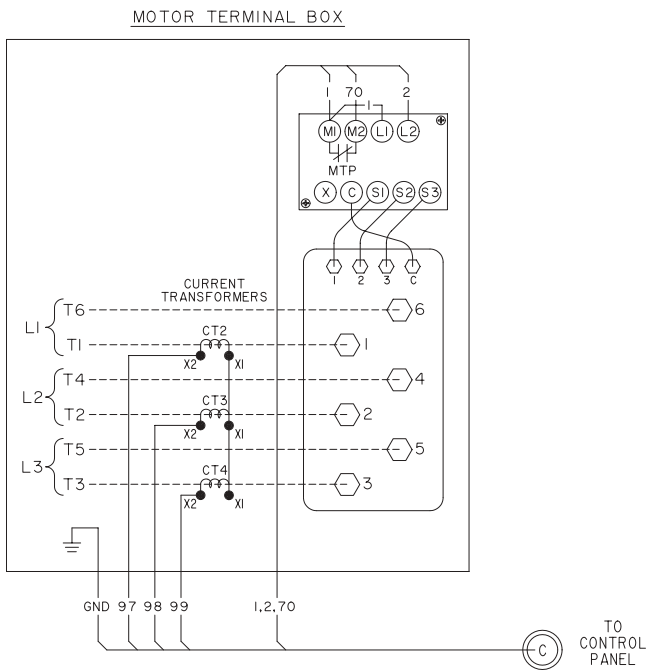 MOTOR TERMINAL BOX
1 70 2
1
M1 M2 L1 L2
MTP
X C S1 S2 S3
1 2 3 C
CURRENT
TRANSFORMERS
L1 T6 6
CT2
T1 1
X2 X1
L2 T4 4
CT3
T2 2
X2 X1
L3 T5 5
CT4
T3 3
X2 X1
GND 97 98 99 1,2,70
C
TO
CONTROL
PANEL